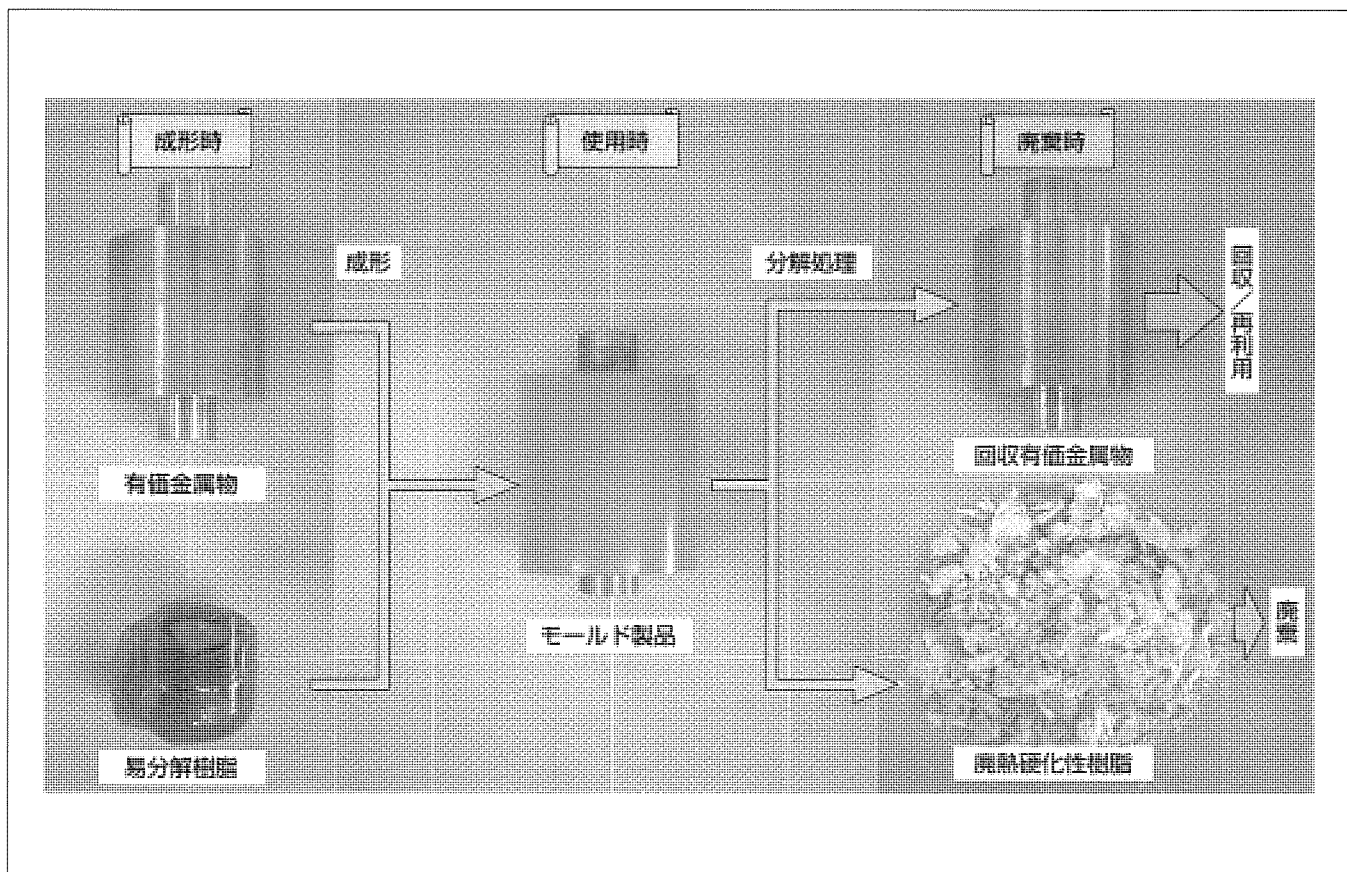 成形時
使用時
廃棄時
成形
分解処理
回収/再利用
有価金属物
回収有価金属物
モールド製品
廃棄
易分解樹脂
廃熱硬化性樹脂